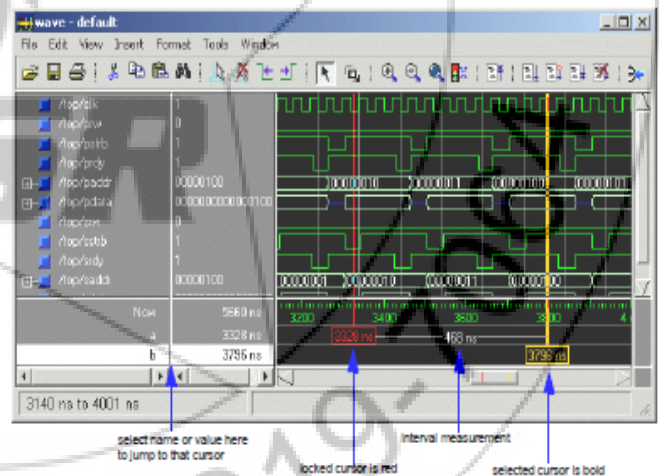 wave - default
File Edit View Insert Format Tools Window
/top/clk 1
/top/prw 0
/top/pstrb 1
/top/prdy 1
/top/paddr 00000100 00000010 00000011 00000100
/top/pdata 0000000000000100
/top/srw 0
/top/sstrb 1
/top/srdy 1
/top/saddr 00000100 00000001 00000010 00000011 00000100
Now 5660 ns 3200 3400 3600 3800 4
a 3328 ns 3328 ns 468 ns
b 3796 ns 3796 ns
3140 ns to 4001 ns
select name or value here
to jump to that cursor
Interval measurement
locked cursor is red
selected cursor is bold